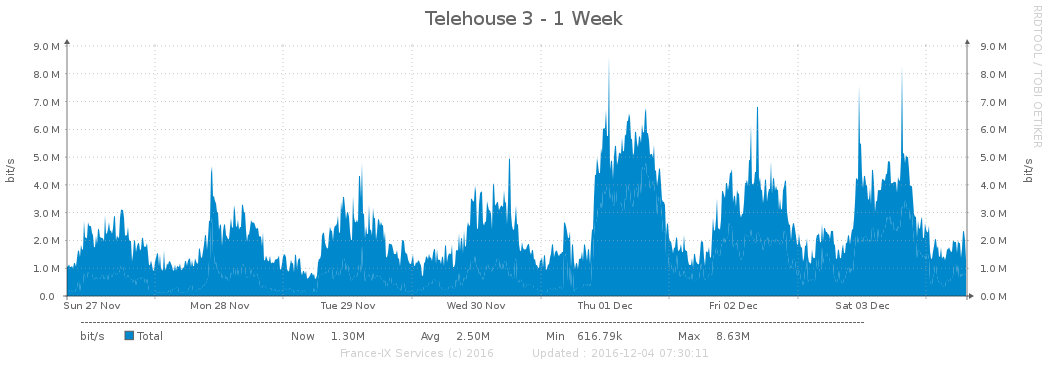 Telehouse 3 - 1 Week
RRDTOOL / TOBI OETIKER
bit/s
bit/s
9.0 M 9.0 M
8.0 M 8.0 M
7.0 M 7.0 M
6.0 M 6.0 M
5.0 M 5.0 M
4.0 M 4.0 M
3.0 M 3.0 M
2.0 M 2.0 M
1.0 M 1.0 M
0.0 0.0 M
Sun 27 Nov Mon 28 Nov Tue 29 Nov Wed 30 Nov Thu 01 Dec Fri 02 Dec Sat 03 Dec
bit/s Total Now 1.30M Avg 2.50M Min 616.79k Max 8.63M
France-IX Services (c) 2016 Updated : 2016-12-04 07:30:11